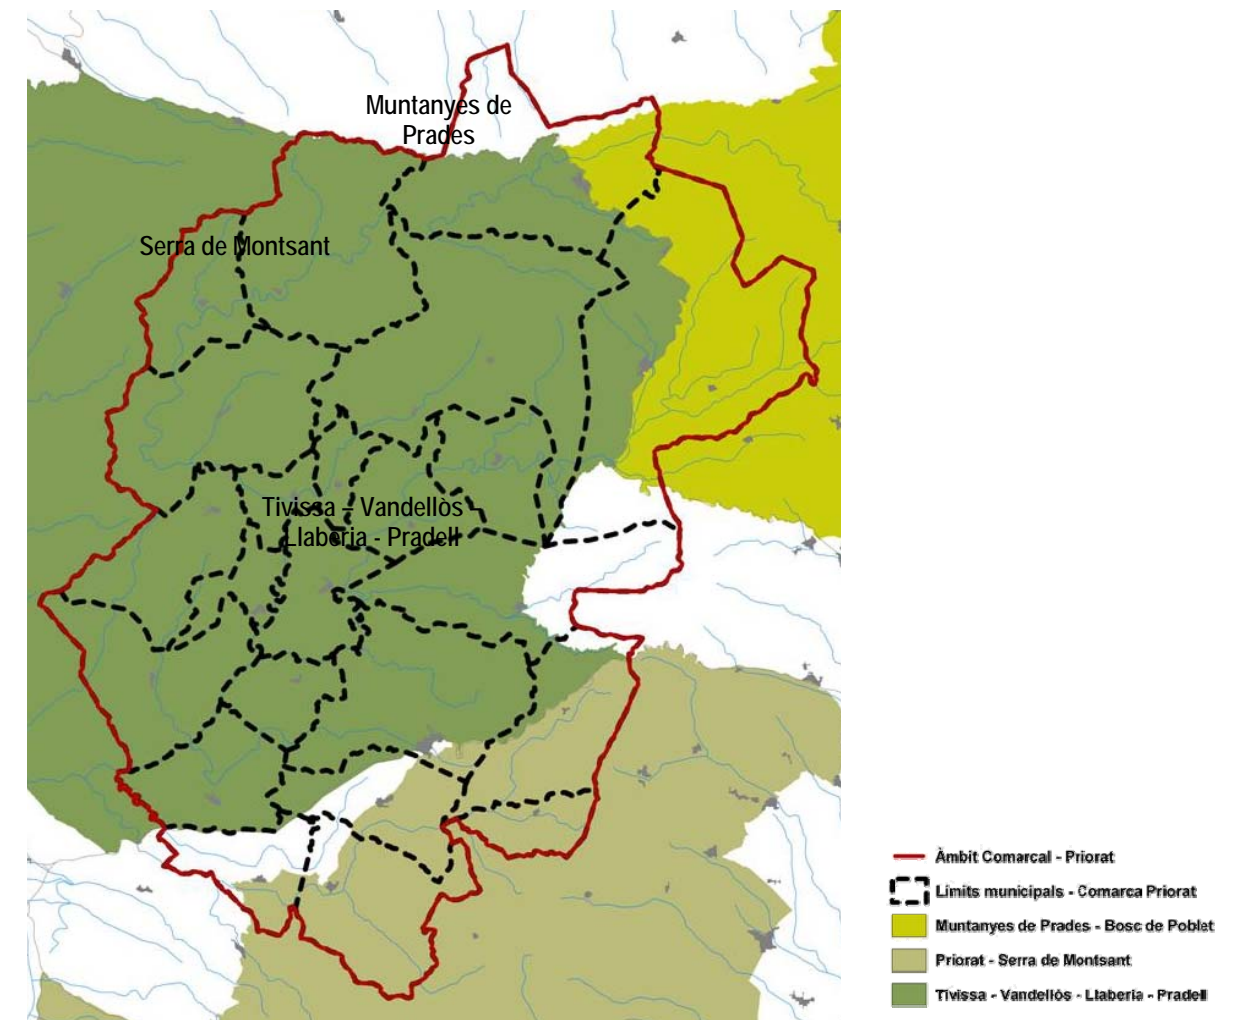 Muntanyes de
Prades
Serra de Montsant
Tivissa – Vandellòs –
Llaberia - Pradell
Àmbit Comarcal - Priorat
Límits municipals - Comarca Priorat
Muntanyes de Prades - Bosc de Poblet
Priorat - Serra de Montsant
Tivissa - Vandellòs - Llaberia - Pradell